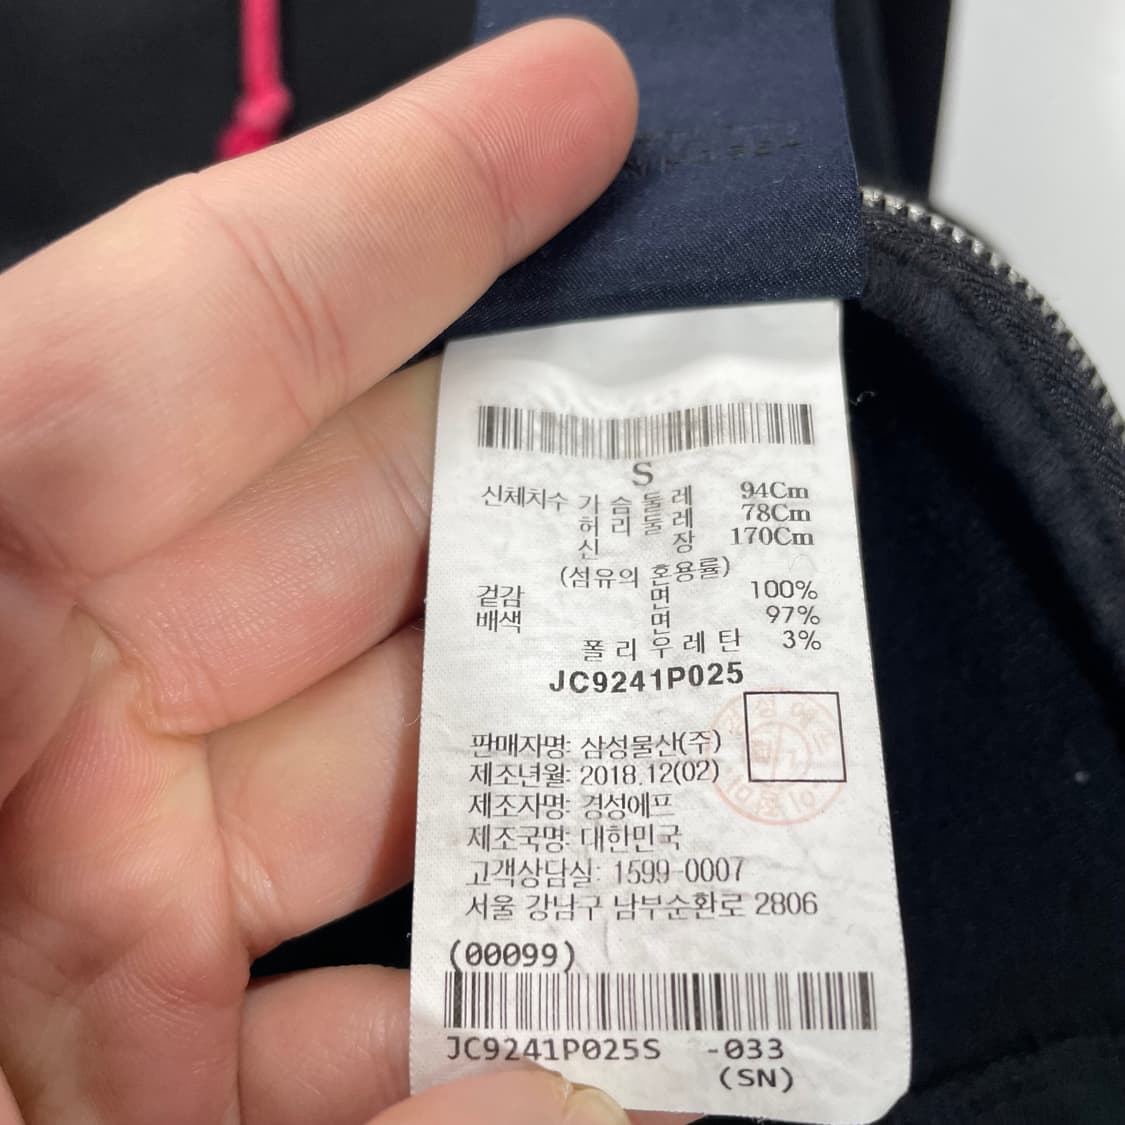 S
신체치수 가슴둘레 94Cm
허리둘레 78Cm
신장 170Cm
(섬유의 혼용률)
겉감 면 100%
배색 면 97%
폴리우레탄 3%
JC9241P025
판매자명: 삼성물산(주)
제조년월: 2018.12(02)
제조자명: 경성에프
제조국명: 대한민국
고객상담실: 1599-0007
서울 강남구 남부순환로 2806
(00099)
JC9241P025S -033
(SN)